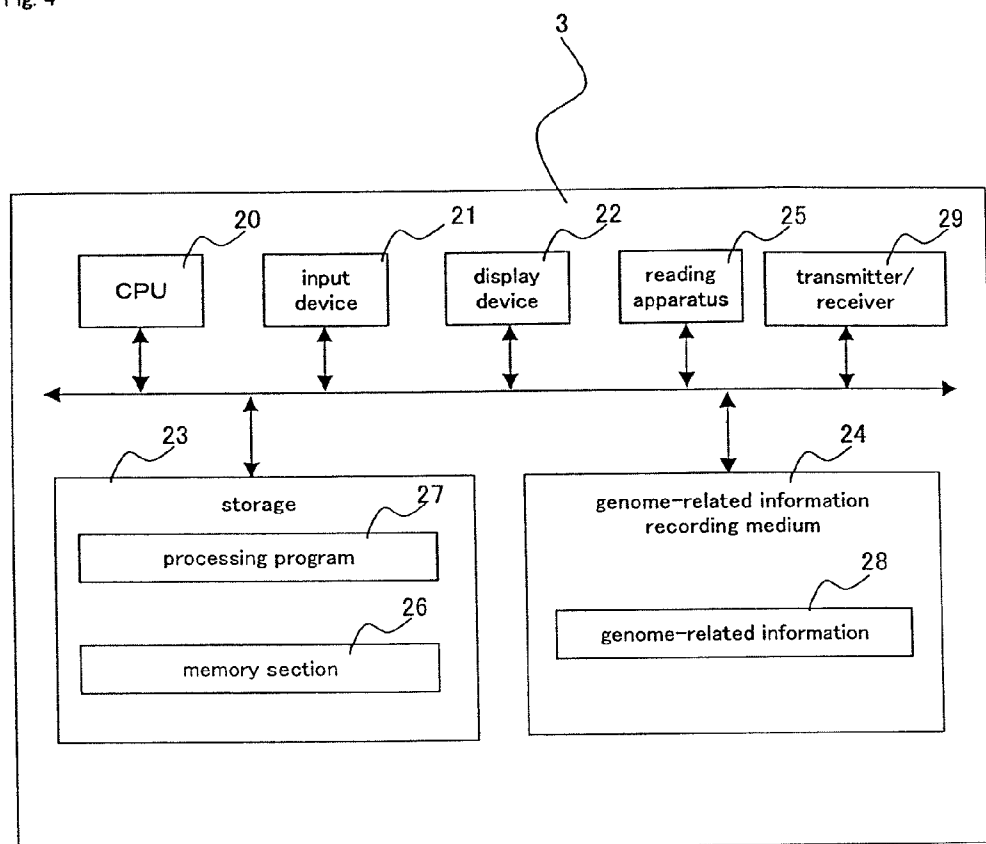 Fig. 4
3
20
21
22
25
29
CPU
input
device
display
device
reading
apparatus
transmitter/
receiver
23
24
storage
genome-related information
recording medium
27
processing program
28
genome-related information
26
memory section